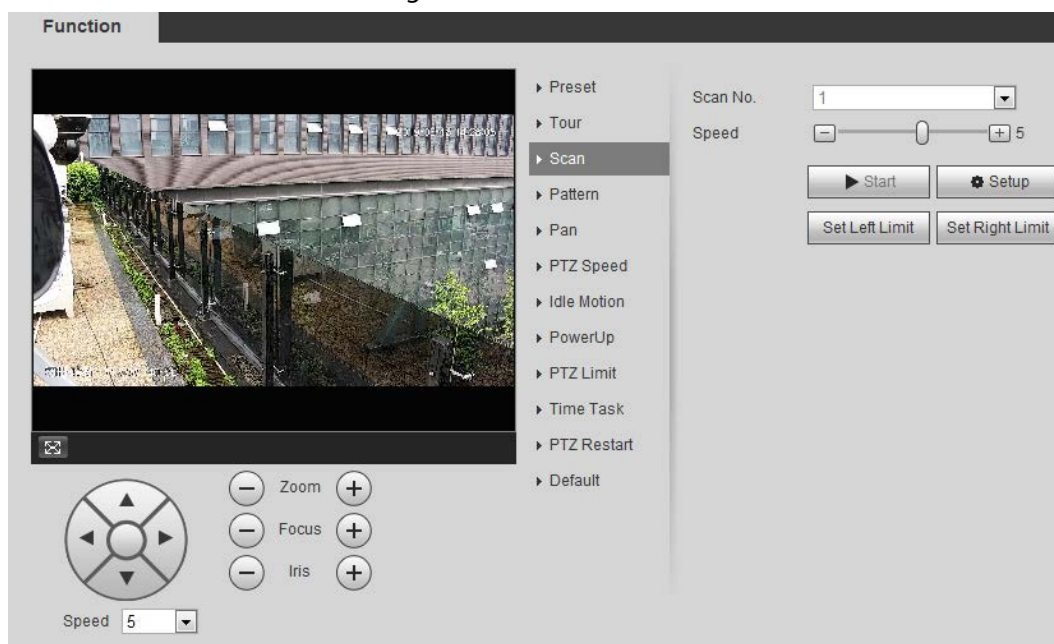 Function
Preset
Tour
Scan
Pattern
Pan
PTZ Speed
Idle Motion
PowerUp
PTZ Limit
Time Task
PTZ Restart
Default
Scan No. 1
Speed 5
Start Setup
Set Left Limit Set Right Limit
Zoom
Focus
Iris
Speed 5